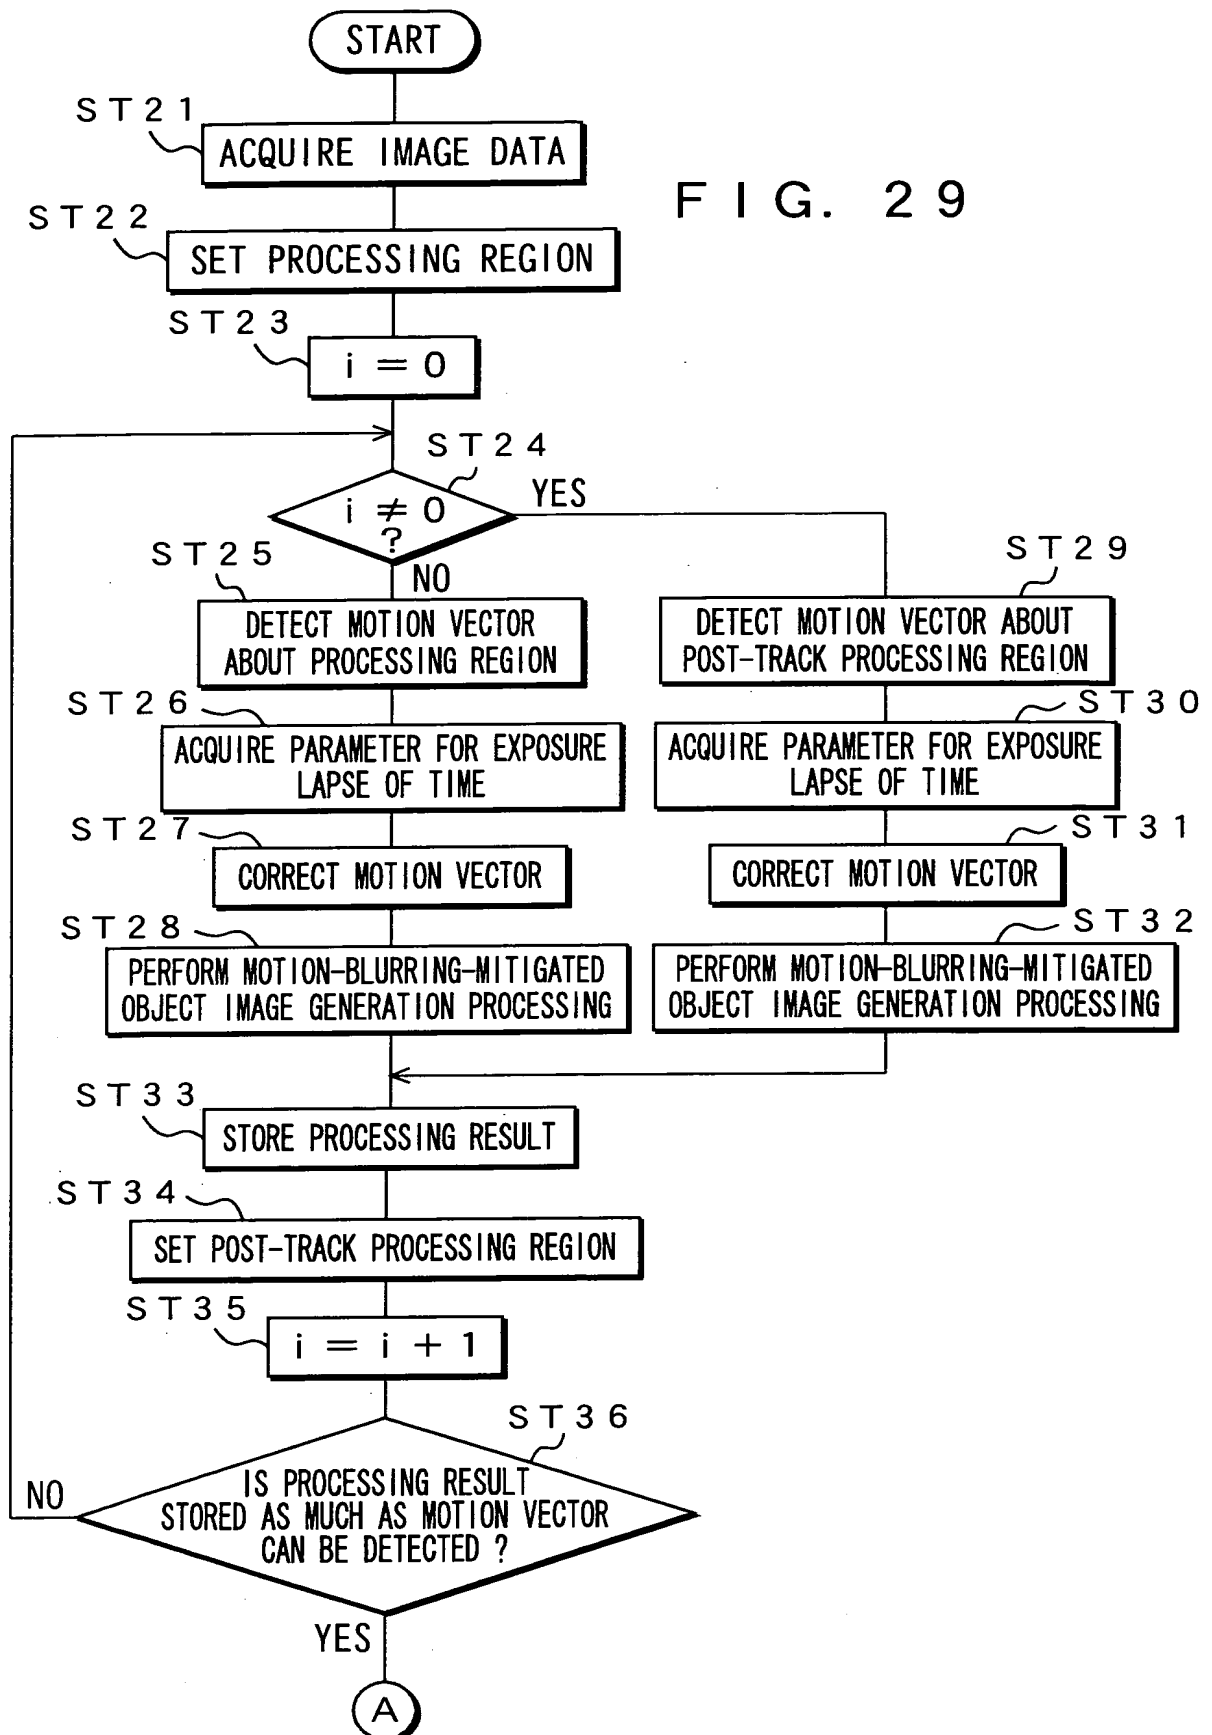 START
ST21
ACQUIRE IMAGE DATA
FIG. 29
ST22
SET PROCESSING REGION
ST23
i = 0
ST24
i ≠ 0
?
YES
NO
ST25
DETECT MOTION VECTOR
ABOUT PROCESSING REGION
ST26
ACQUIRE PARAMETER FOR EXPOSURE
LAPSE OF TIME
ST27
CORRECT MOTION VECTOR
ST28
PERFORM MOTION-BLURRING-MITIGATED
OBJECT IMAGE GENERATION PROCESSING
ST29
DETECT MOTION VECTOR ABOUT
POST-TRACK PROCESSING REGION
ST30
ACQUIRE PARAMETER FOR EXPOSURE
LAPSE OF TIME
ST31
CORRECT MOTION VECTOR
ST32
PERFORM MOTION-BLURRING-MITIGATED
OBJECT IMAGE GENERATION PROCESSING
ST33
STORE PROCESSING RESULT
ST34
SET POST-TRACK PROCESSING REGION
ST35
i = i + 1
ST36
IS PROCESSING RESULT
STORED AS MUCH AS MOTION VECTOR
CAN BE DETECTED ?
NO
YES
A